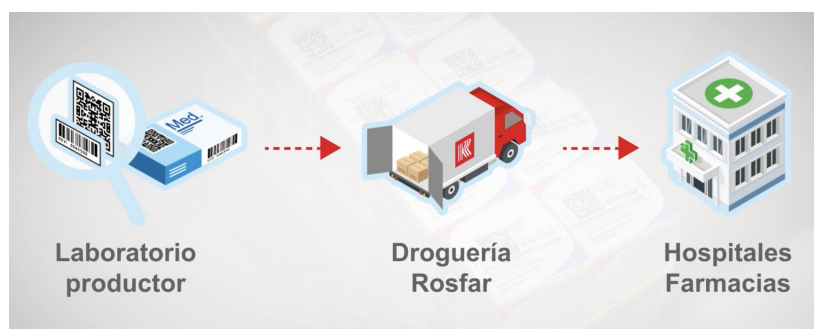 Med.
Laboratorio
productor
Droguería
Rosfar
Hospitales
Farmacias